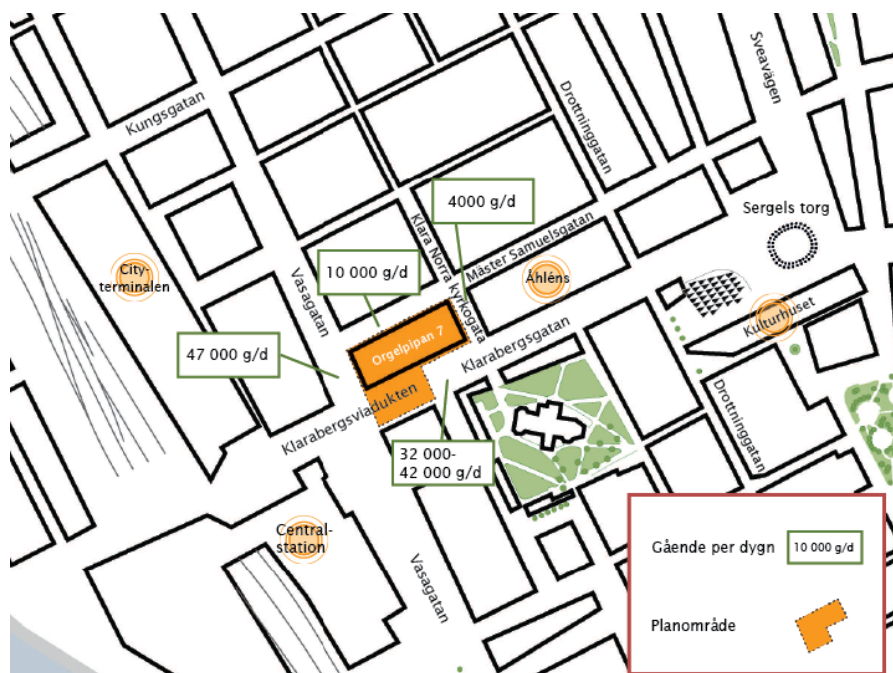 Kungsgatan
Drottninggatan
Sveavägen
4000 g/d
Sergels torg
Klara Norra kyrkogata
Mäster Samuelsgatan
City-
terminalen
Vasagatan
10 000 g/d
Åhléns
Kulturhuset
Orgelpipan 7
Klarabergsgatan
47 000 g/d
Klarabergsviadukten
Drottninggatan
32 000-
42 000 g/d
Central-
station
Vasagatan
Gående per dygn
10 000 g/d
Planområde